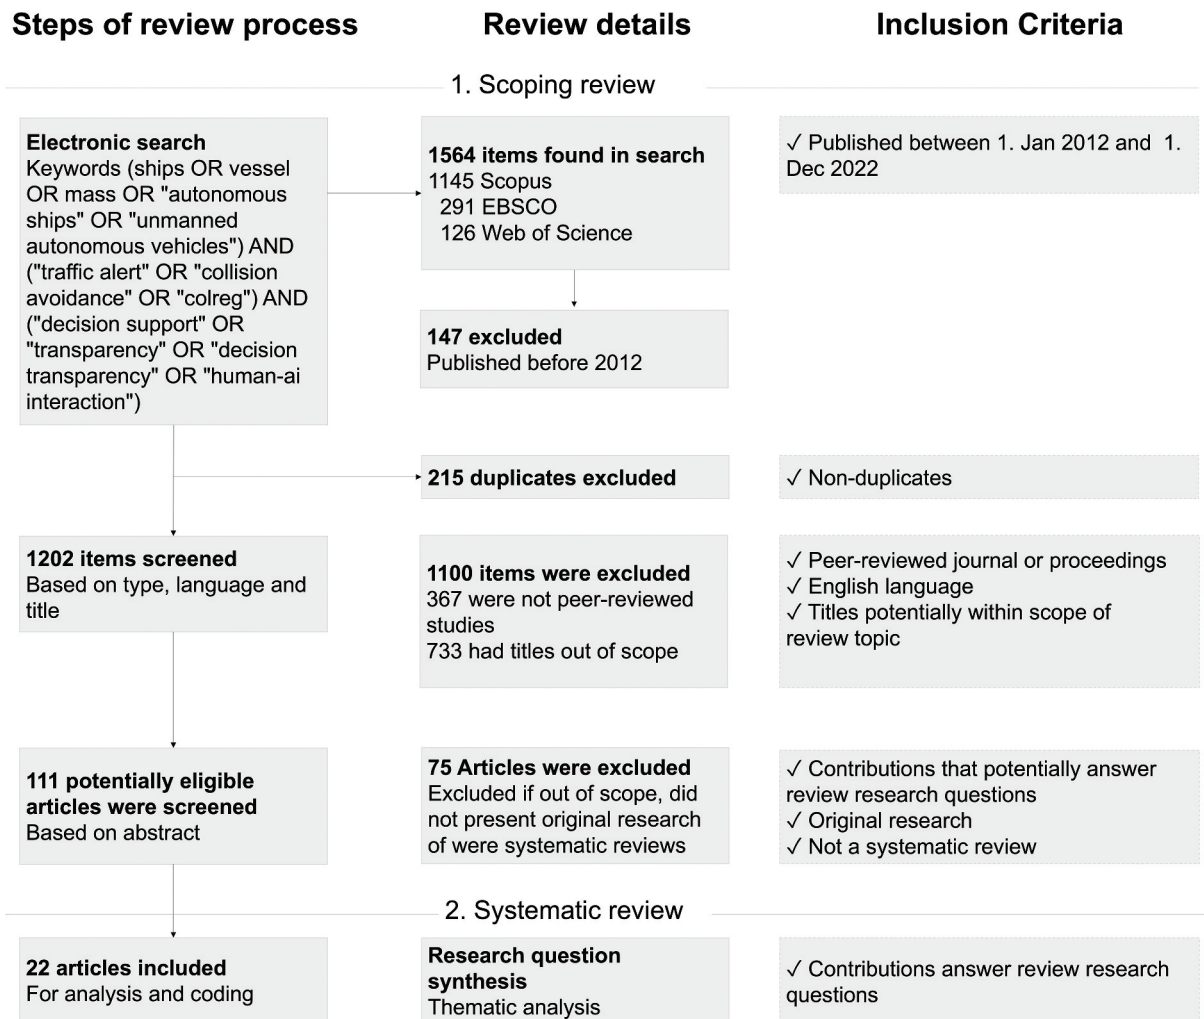 Steps of review process
Review details
Inclusion Criteria
1. Scoping review
Electronic search
Keywords (ships OR vessel
OR mass OR "autonomous
ships" OR "unmanned
autonomous vehicles") AND
("traffic alert" OR "collision
avoidance" OR "colreg") AND
("decision support" OR
"transparency" OR "decision
transparency" OR "human-ai
interaction")
1564 items found in search
1145 Scopus
291 EBSCO
126 Web of Science
✓ Published between 1. Jan 2012 and 1.
Dec 2022
147 excluded
Published before 2012
215 duplicates excluded
✓ Non-duplicates
1202 items screened
Based on type, language and
title
1100 items were excluded
367 were not peer-reviewed
studies
733 had titles out of scope
✓ Peer-reviewed journal or proceedings
✓ English language
✓ Titles potentially within scope of
review topic
111 potentially eligible
articles were screened
Based on abstract
75 Articles were excluded
Excluded if out of scope, did
not present original research
of were systematic reviews
✓ Contributions that potentially answer
review research questions
✓ Original research
✓ Not a systematic review
2. Systematic review
22 articles included
For analysis and coding
Research question
synthesis
Thematic analysis
✓ Contributions answer review research
questions